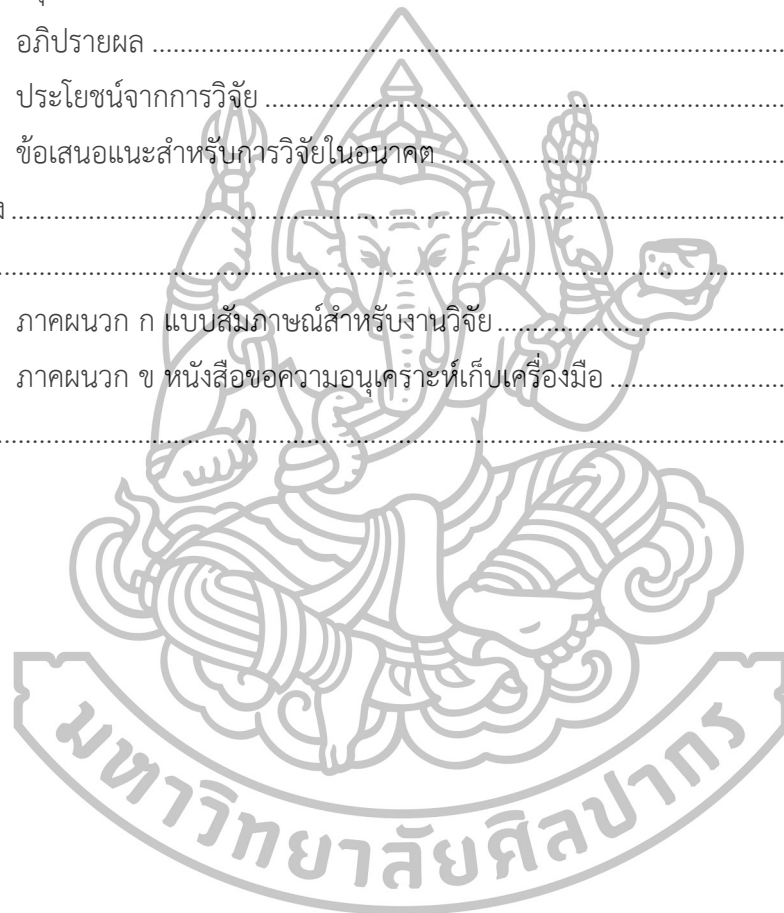 อภิปรายผล ........................................................................................
ประโยชน์จากการวิจัย ..........................................................................
ข้อเสนอแนะสำหรับการวิจัยในอนาคต .................................................
................................................................................................................
................................................................................................................
ภาคผนวก ก แบบสัมภาษณ์สำหรับงานวิจัย .........................................
ภาคผนวก ข หนังสือขอความอนุเคราะห์เก็บเครื่องมือ .........................
................................................................................................................
มหาวิทยาลัยศิลปากร